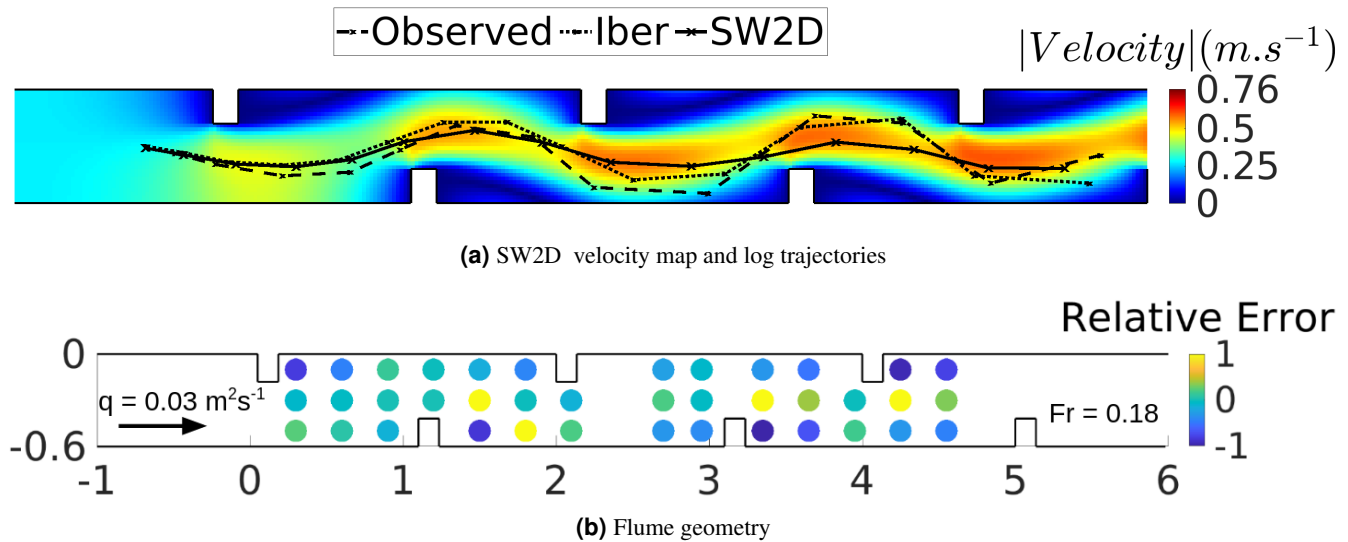 Observed Iber SW2D
|Velocity|(m.s⁻¹)
0.76
0.5
0.25
0
(a) SW2D velocity map and log trajectories
Relative Error
0
-0.6
q = 0.03 m²s⁻¹
Fr = 0.18
1
0
-1
-1 0 1 2 3 4 5 6
(b) Flume geometry